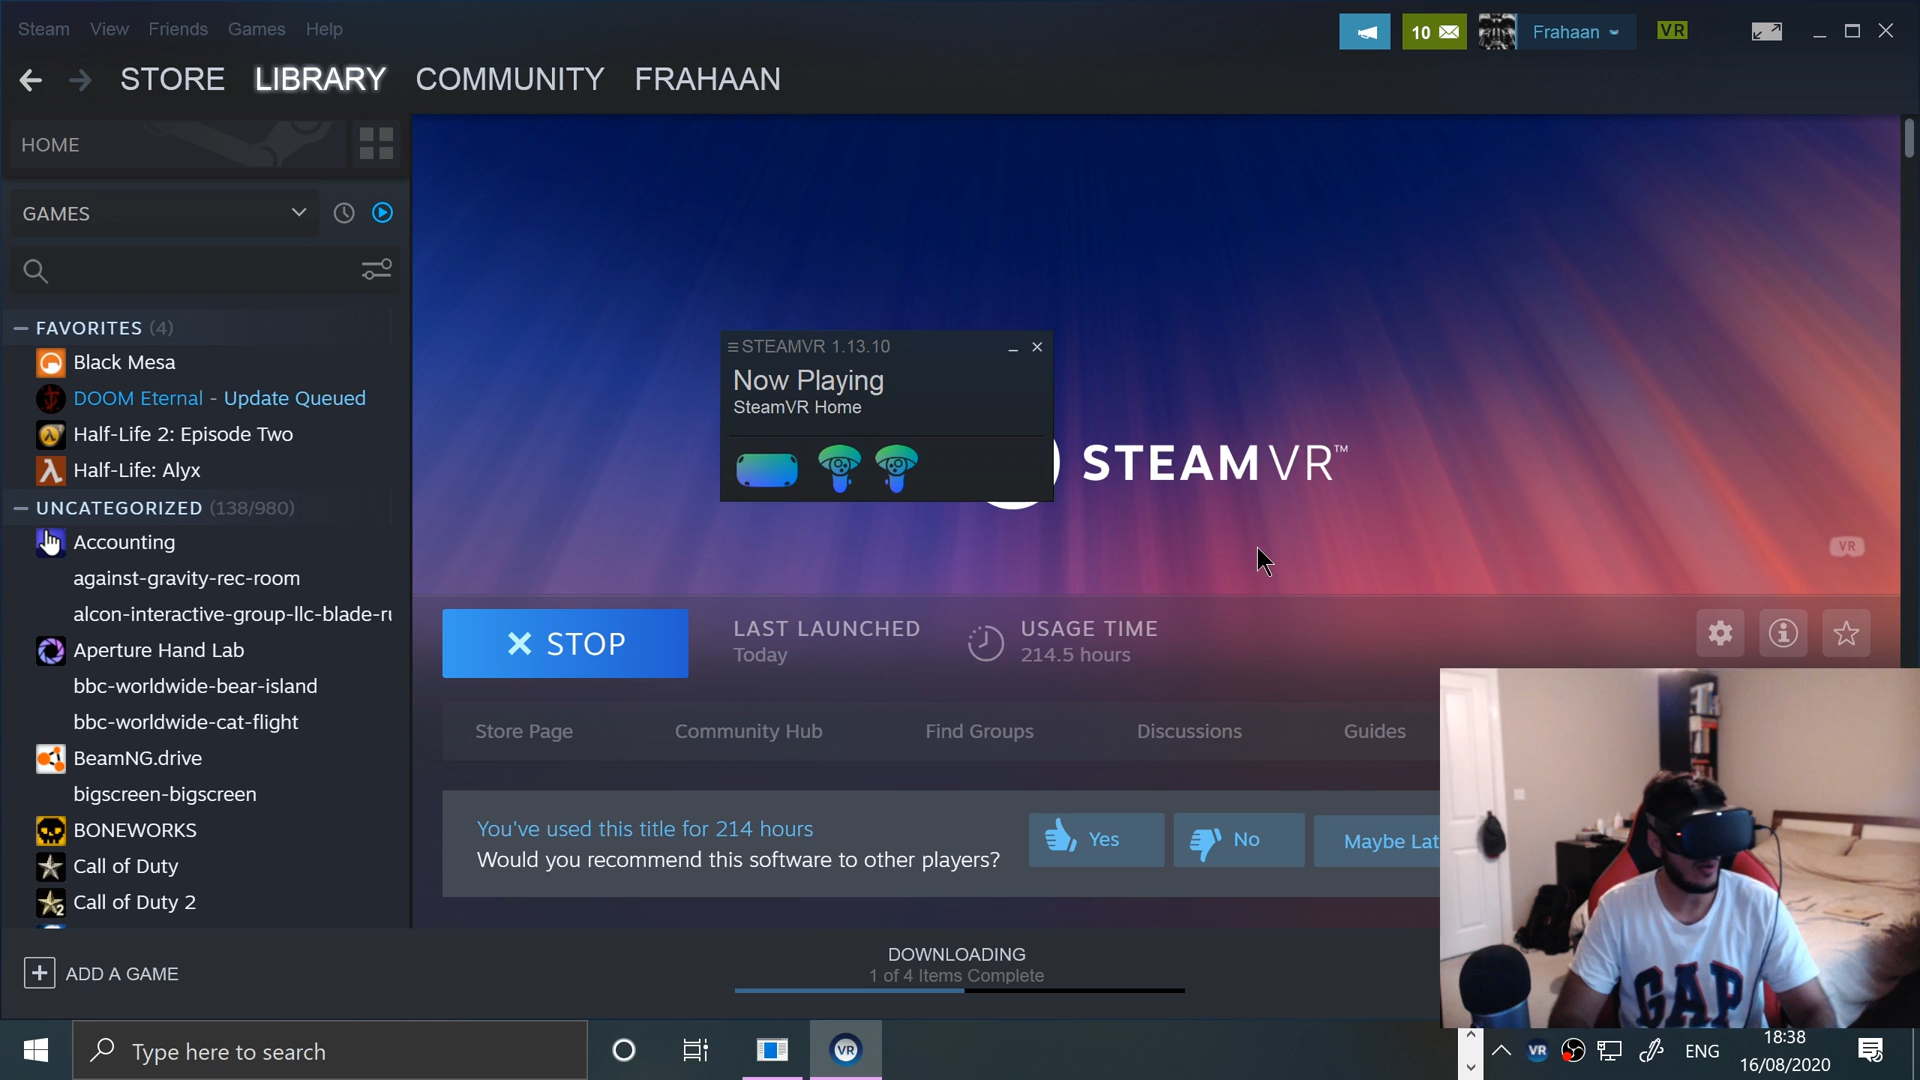 Steam View Friends Games Help
10
Frahaan
VR
STORE LIBRARY COMMUNITY FRAHAAN
HOME
GAMES
FAVORITES (4)
Black Mesa
DOOM Eternal - Update Queued
Half-Life 2: Episode Two
Half-Life: Alyx
UNCATEGORIZED (138/980)
Accounting
against-gravity-rec-room
alcon-interactive-group-llc-blade-ru
Aperture Hand Lab
bbc-worldwide-bear-island
bbc-worldwide-cat-flight
BeamNG.drive
bigscreen-bigscreen
BONEWORKS
Call of Duty
2
Call of Duty 2
ADD A GAME
STEAMVR 1.13.10
Now Playing
SteamVR Home
STEAMVR™
VR
STOP
LAST LAUNCHED
Today
USAGE TIME
214.5 hours
Store Page Community Hub Find Groups Discussions Guides
You've used this title for 214 hours
Would you recommend this software to other players?
Yes
No
Maybe Lat
DOWNLOADING
1 of 4 Items Complete
GAP
Type here to search
VR
VR
ENG
18:38
16/08/2020